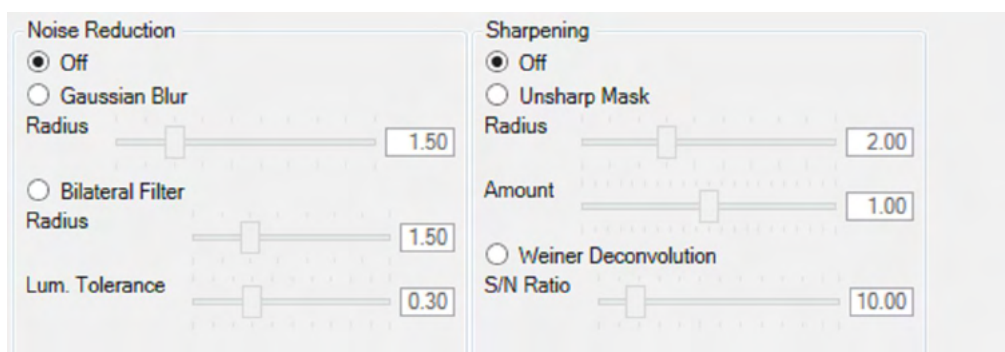 Noise Reduction
Off
Gaussian Blur
Radius 1.50
Bilateral Filter
Radius 1.50
Lum. Tolerance 0.30
Sharpening
Off
Unsharp Mask
Radius 2.00
Amount 1.00
Weiner Deconvolution
S/N Ratio 10.00